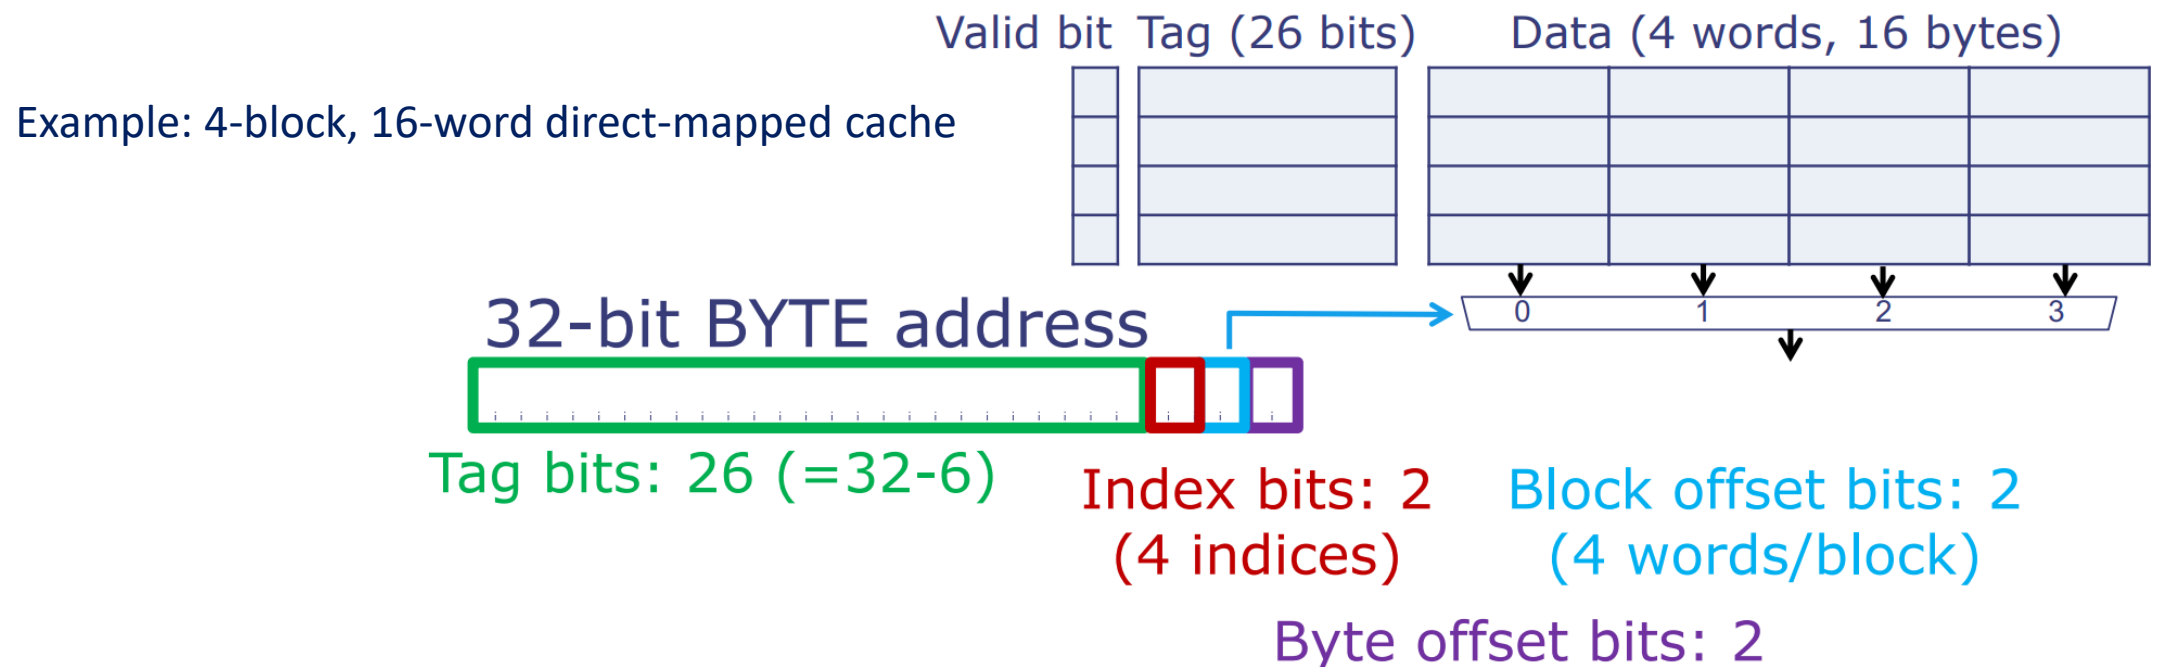 Valid bit Tag (26 bits) Data (4 words, 16 bytes)
Example: 4-block, 16-word direct-mapped cache
32-bit BYTE address
0 1 2 3
Tag bits: 26 (=32-6)
Index bits: 2
(4 indices)
Block offset bits: 2
(4 words/block)
Byte offset bits: 2